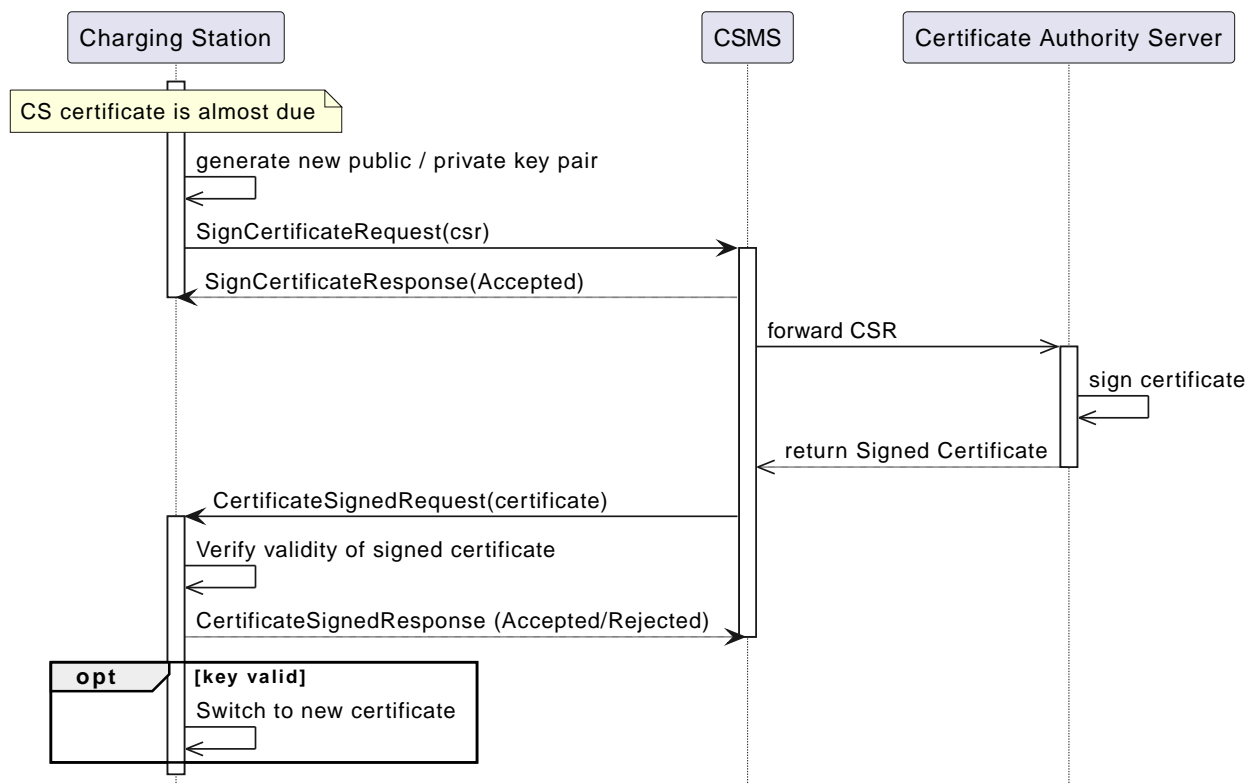 Charging Station
CSMS
Certificate Authority Server
CS certificate is almost due
generate new public / private key pair
SignCertificateRequest(csr)
SignCertificateResponse(Accepted)
forward CSR
sign certificate
return Signed Certificate
CertificateSignedRequest(certificate)
Verify validity of signed certificate
CertificateSignedResponse (Accepted/Rejected)
opt
[key valid]
Switch to new certificate